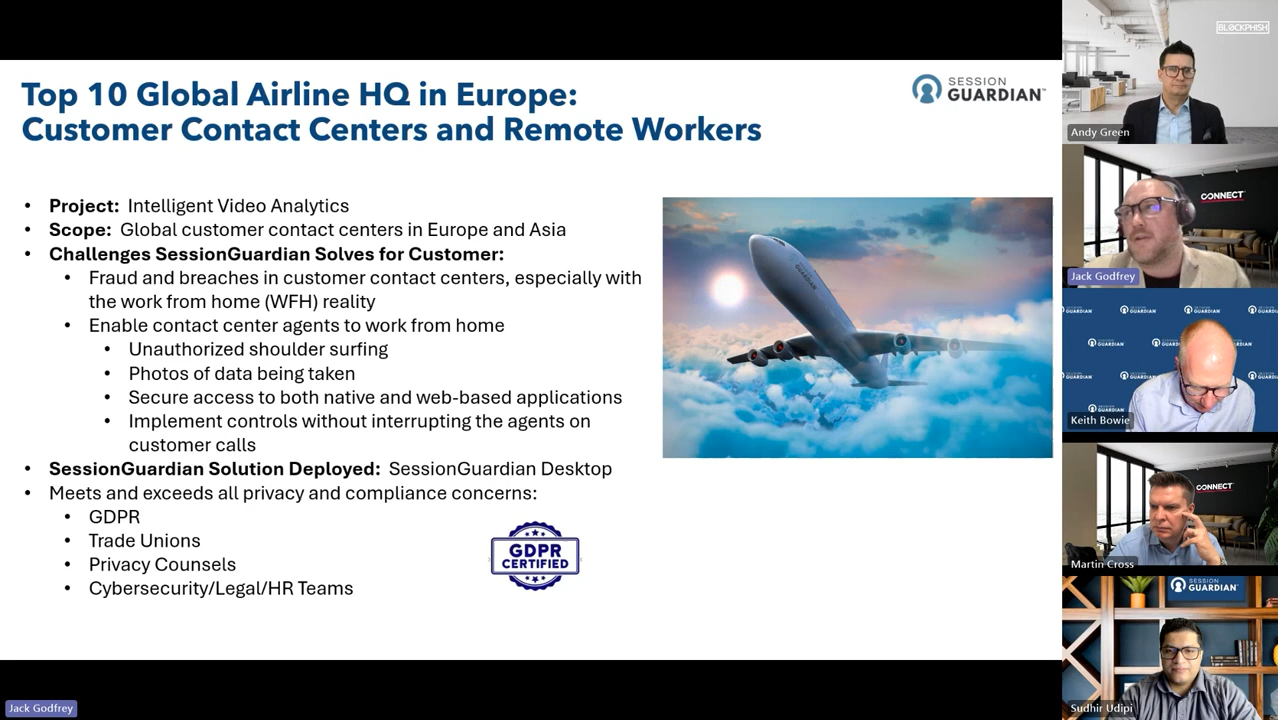 Top 10 Global Airline HQ in Europe:
Customer Contact Centers and Remote Workers
SESSION
GUARDIAN™
• Project: Intelligent Video Analytics
• Scope: Global customer contact centers in Europe and Asia
• Challenges SessionGuardian Solves for Customer:
• Fraud and breaches in customer contact centers, especially with
the work from home (WFH) reality
• Enable contact center agents to work from home
• Unauthorized shoulder surfing
• Photos of data being taken
• Secure access to both native and web-based applications
• Implement controls without interrupting the agents on
customer calls
• SessionGuardian Solution Deployed: SessionGuardian Desktop
• Meets and exceeds all privacy and compliance concerns:
• GDPR
• Trade Unions
• Privacy Counsels
• Cybersecurity/Legal/HR Teams
GDPR
CERTIFIED
Jack Godfrey
BLOCKPHISH
Andy Green
CONNECT
Jack Godfrey
SESSION
GUARDIAN
Keith Bowie
CONNECT
Martin Cross
SESSION
GUARDIAN
Sudhir Udipi